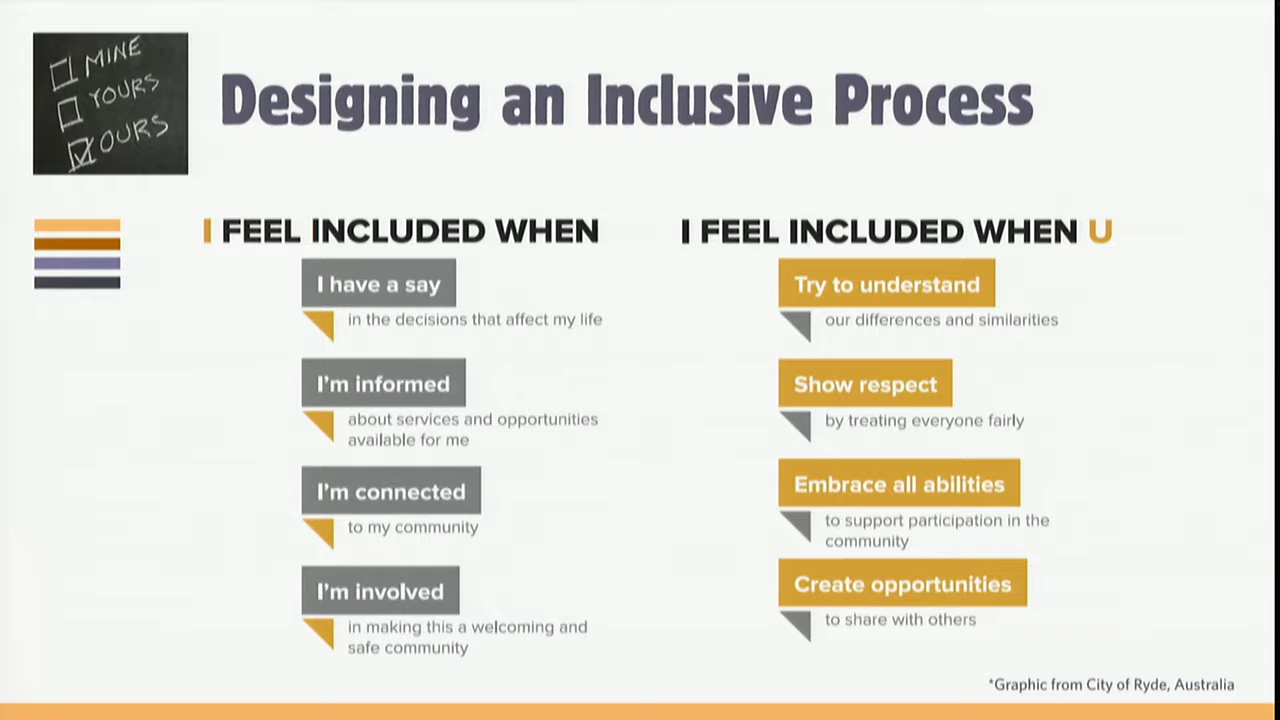 MINE
YOURS
OURS
Designing an Inclusive Process
I FEEL INCLUDED WHEN
I have a say
in the decisions that affect my life
I'm informed
about services and opportunities
available for me
I'm connected
to my community
I'm involved
in making this a welcoming and
safe community
I FEEL INCLUDED WHEN U
Try to understand
our differences and similarities
Show respect
by treating everyone fairly
Embrace all abilities
to support participation in the
community
Create opportunities
to share with others
*Graphic from City of Ryde, Australia